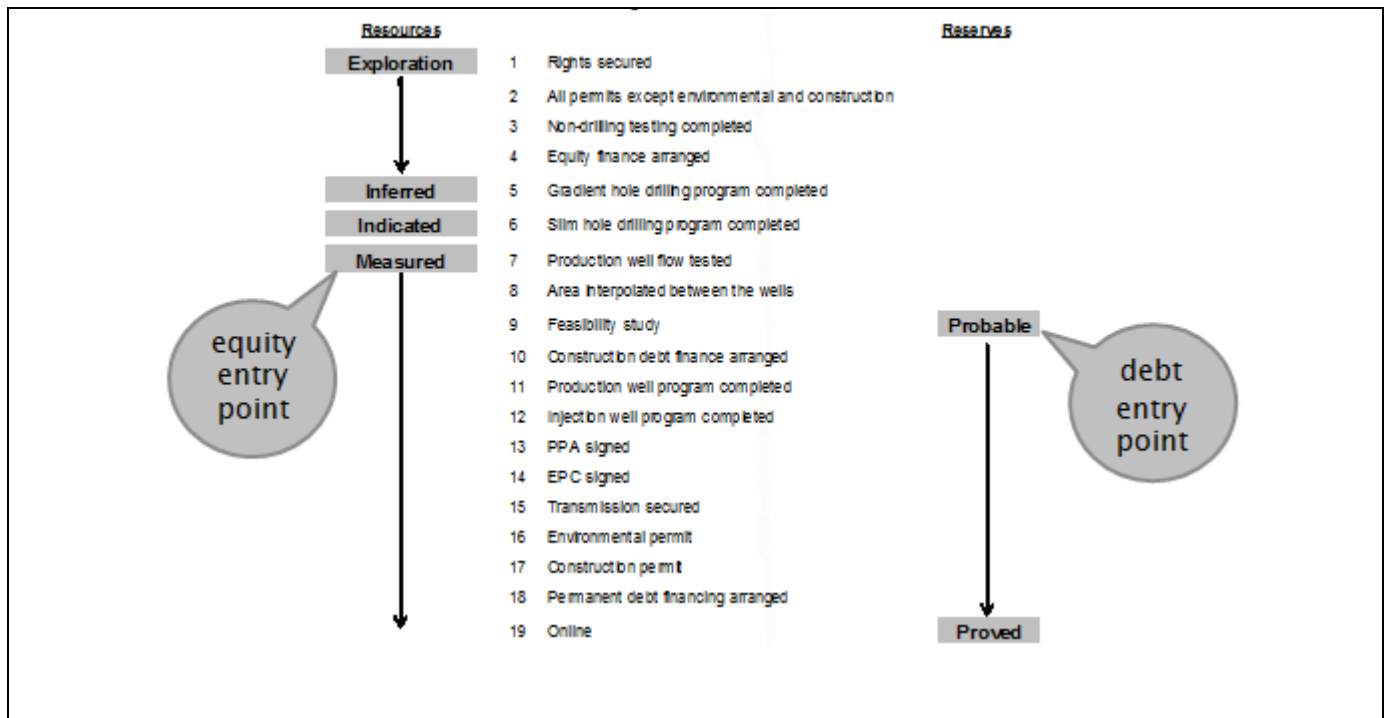 Resources Reserves
Exploration 1 Rights secured
2 All permits except environmental and construction
3 Non-drilling testing completed
4 Equity finance arranged
Inferred 5 Gradient hole drilling program completed
Indicated 6 Slim hole drilling program completed
Measured 7 Production well flow tested
8 Area interpolated between the wells
9 Feasibility study Probable
10 Construction debt finance arranged
11 Production well program completed
12 Injection well program completed
13 PPA signed
14 EPC signed
15 Transmission secured
16 Environmental permit
17 Construction permit
18 Permanent debt financing arranged
19 Online Proved
equity
entry
point
debt
entry
point